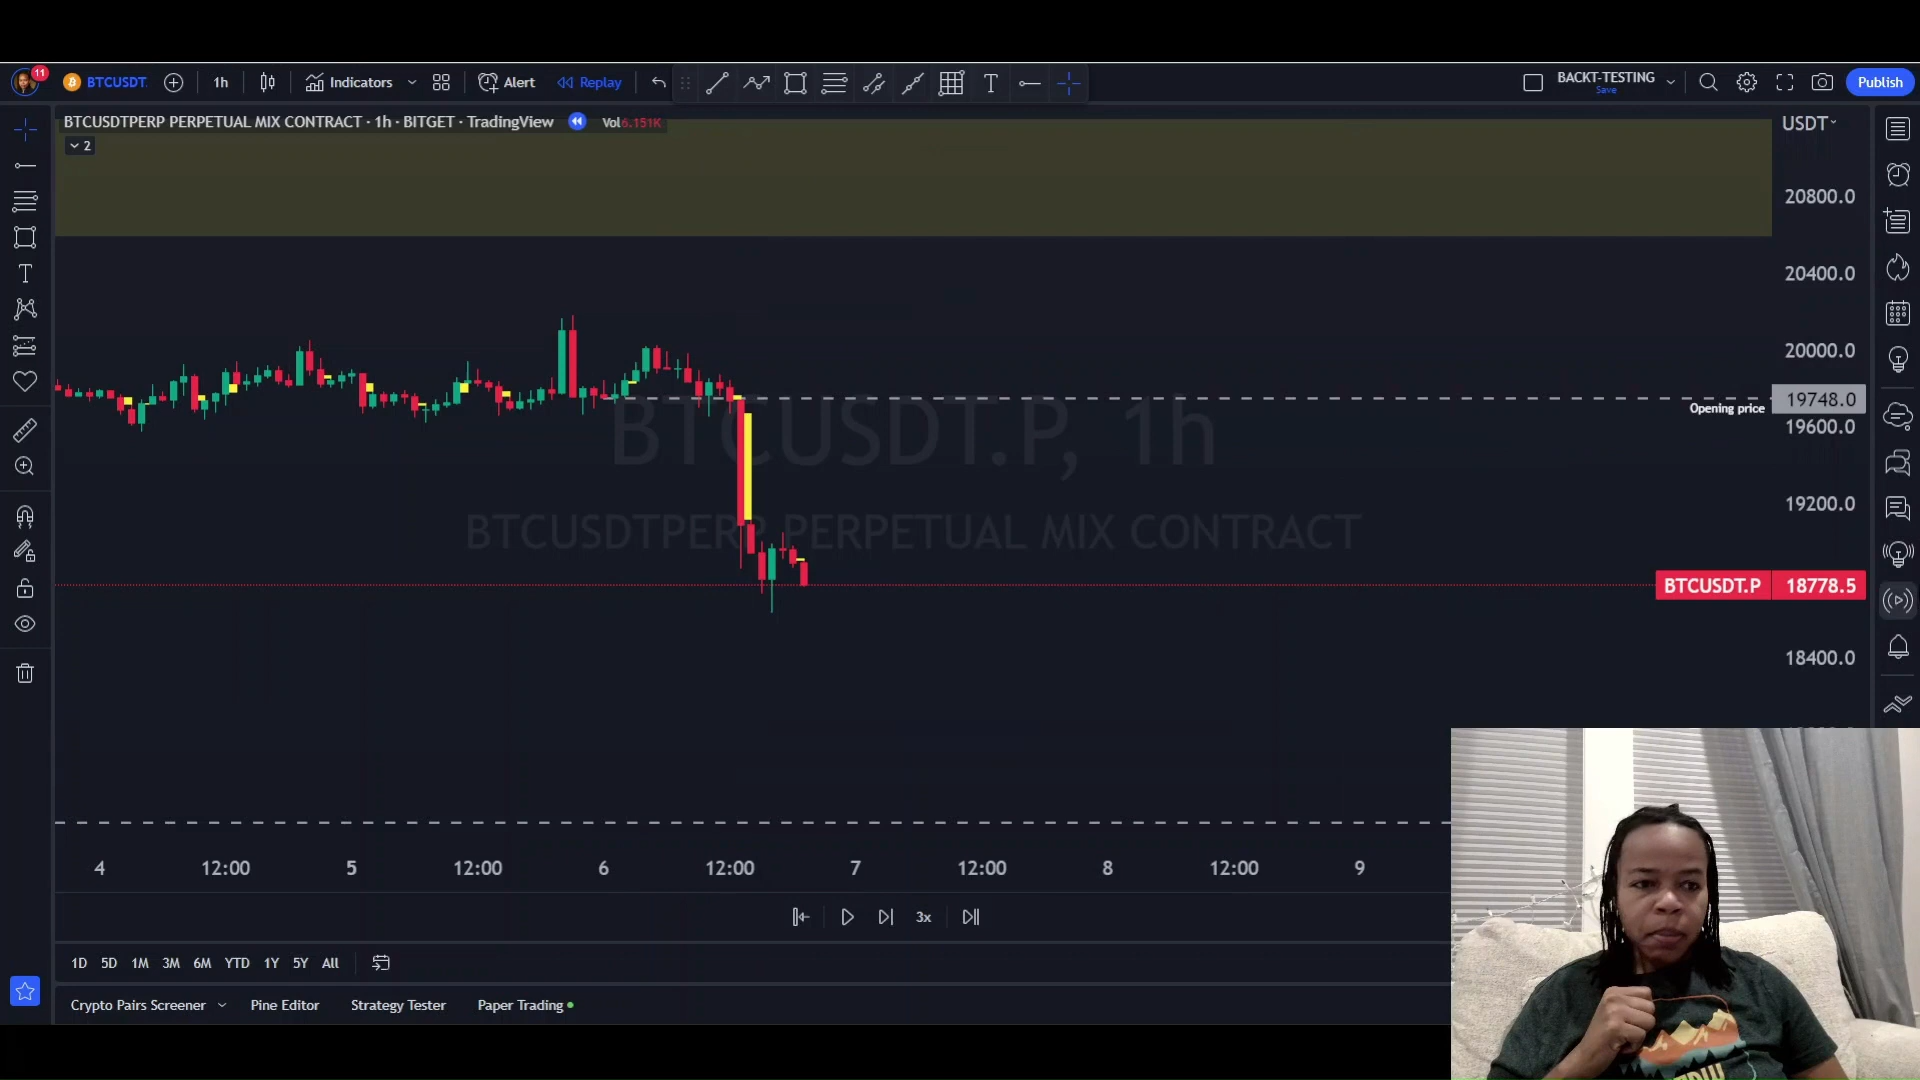 11
BTCUSDT
1h
Indicators
Alert
Replay
BACKT-TESTING
Save
Publish
BTCUSDTPERP PERPETUAL MIX CONTRACT · 1h · BITGET · TradingView
Vol 6.151K
2
USDT
20800.0
20400.0
20000.0
19748.0
Opening price
19600.0
BTCUSDT.P, 1h
19200.0
BTCUSDTPERP PERPETUAL MIX CONTRACT
BTCUSDT.P 18778.5
18400.0
4 12:00 5 12:00 6 12:00 7 12:00 8 12:00 9
3x
1D 5D 1M 3M 6M YTD 1Y 5Y All
Crypto Pairs Screener Pine Editor Strategy Tester Paper Trading